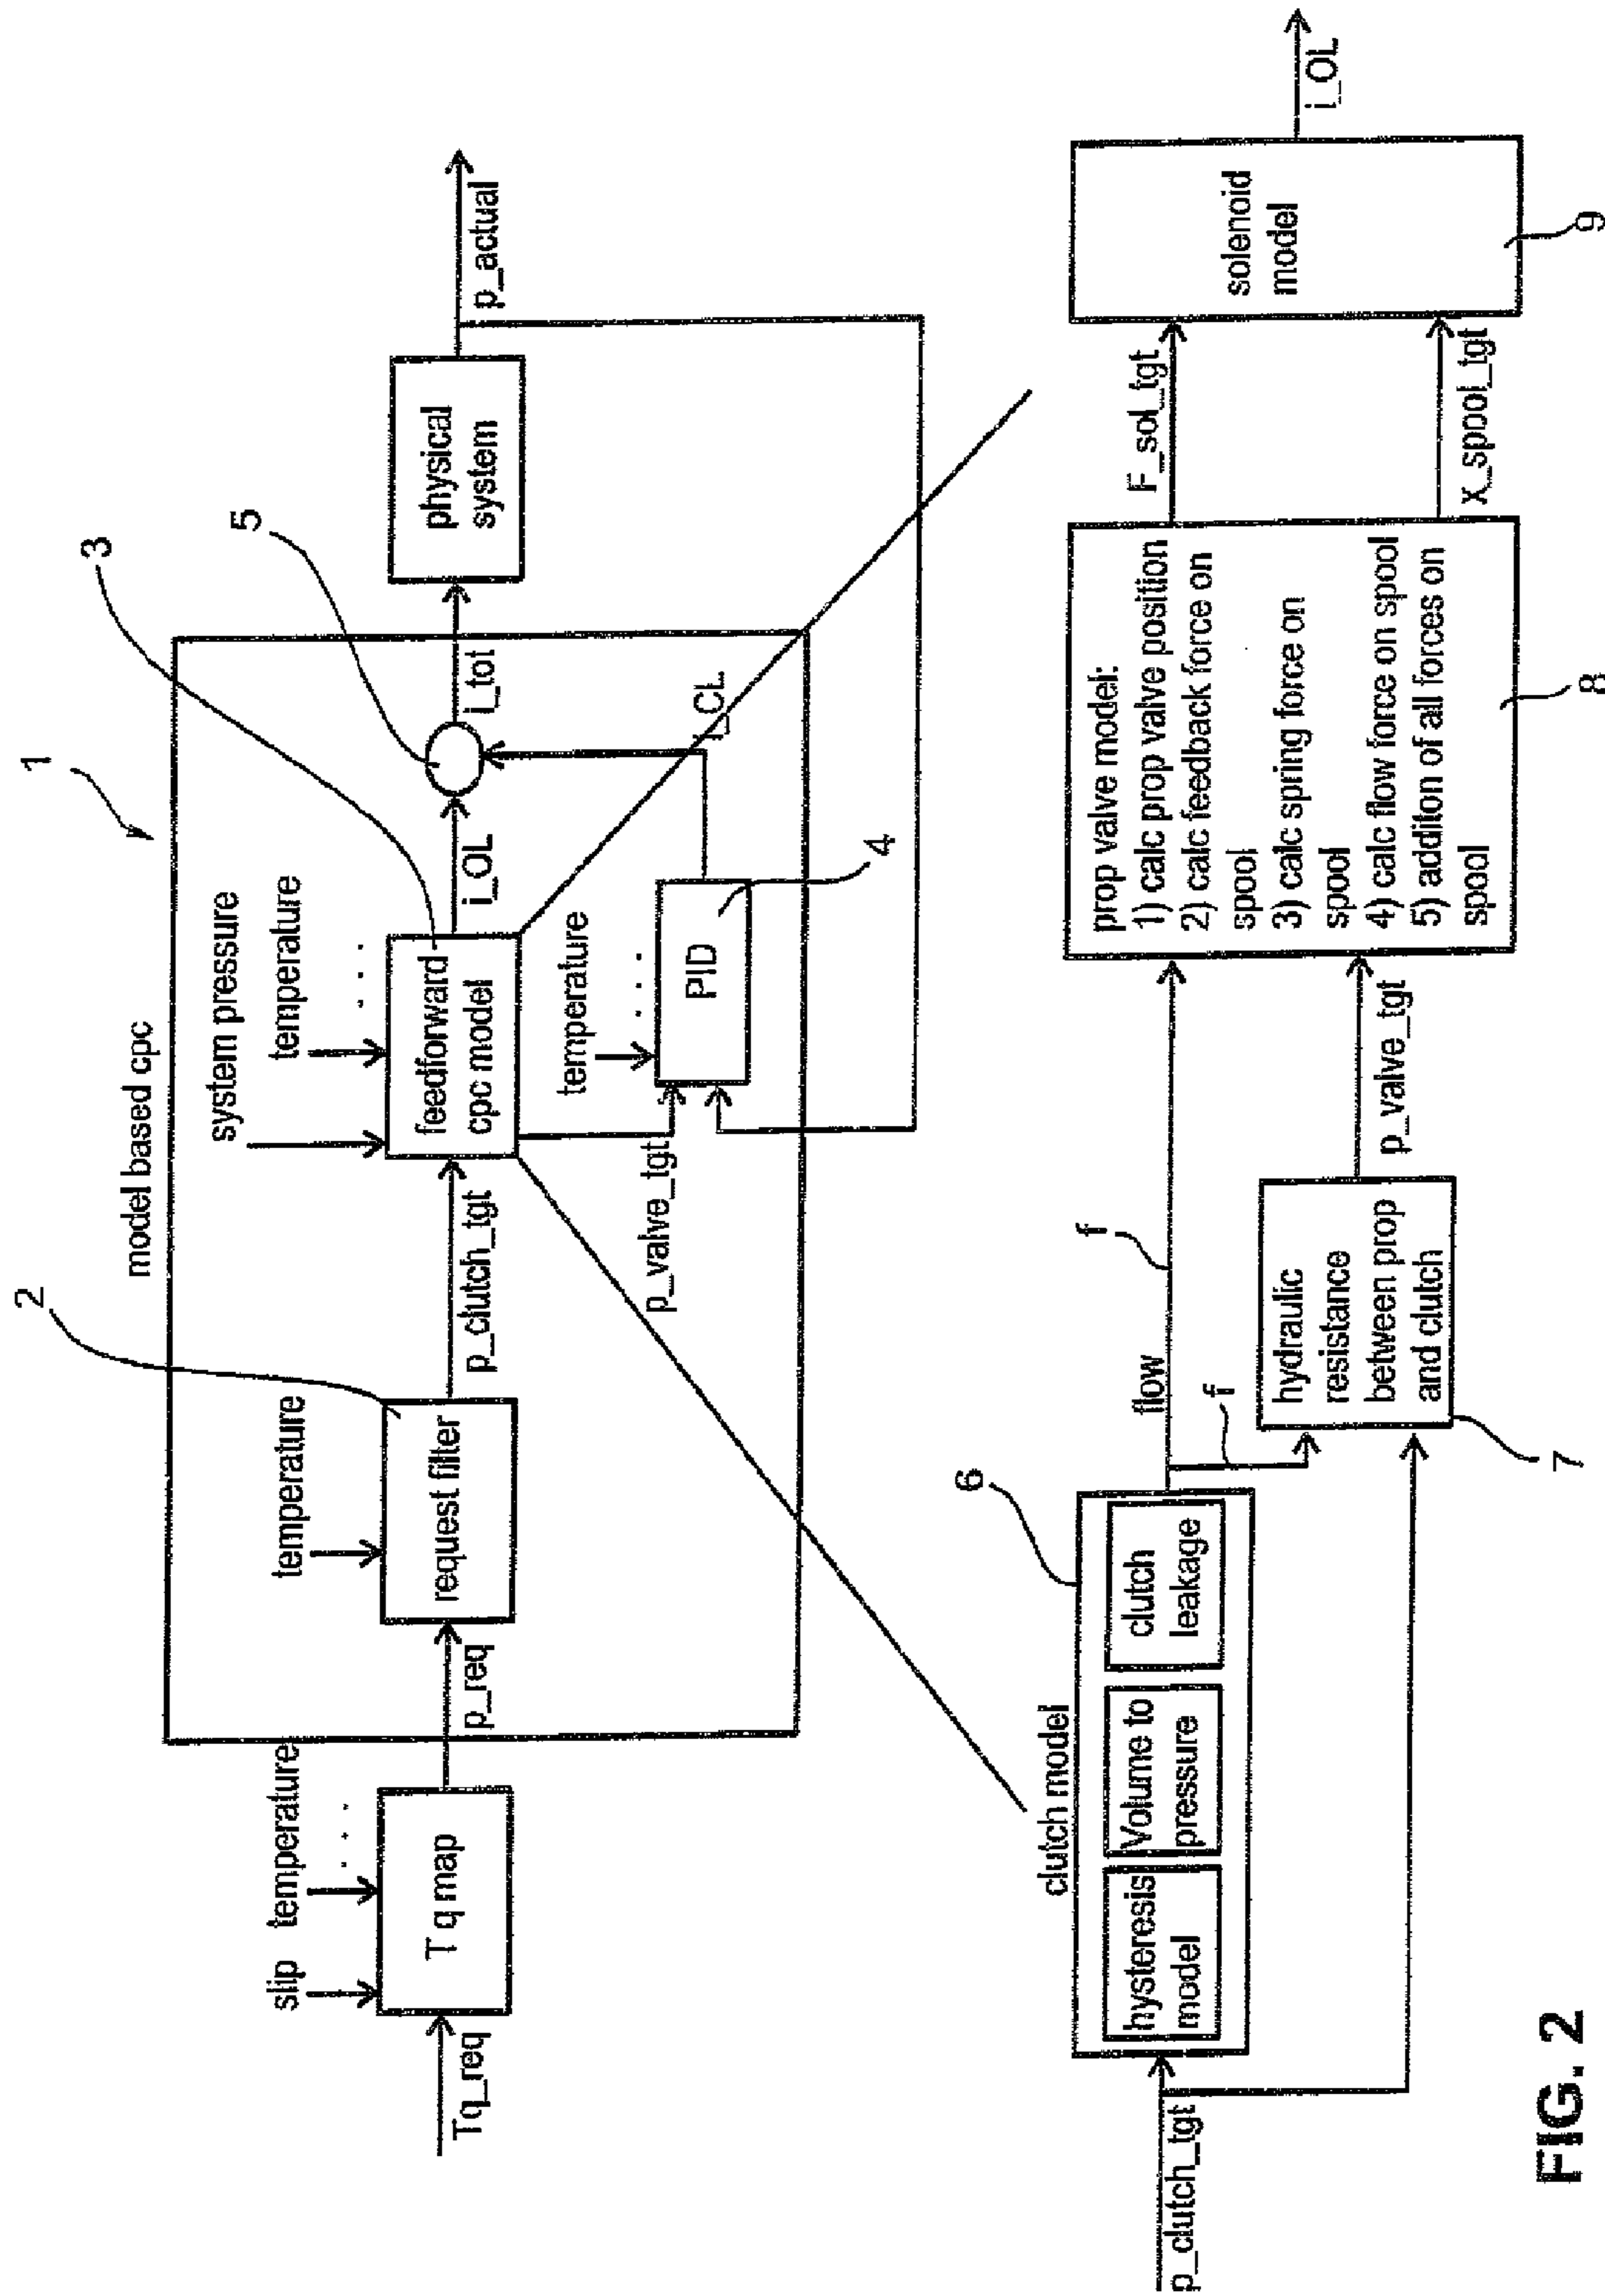 1
model based cpc
2
3
5
system pressure
slip
temperature
. . .
temperature
temperature
. . .
Tq_req
T q map
p_req
request filter
p_clutch_tgt
feedforward
cpc model
i_OL
i_tot
physical
system
p_actual
p_valve_tgt
temperature
. . .
PID
i_CL
4
clutch model
6
p_clutch_tgt
hysteresis
model
Volume to
pressure
clutch
leakage
flow
f
f
hydraulic
resistance
between prop
and clutch
7
p_valve_tgt
prop valve model:
1) calc prop valve position
2) calc feedback force on
spool
3) calc spring force on
spool
4) calc flow force on spool
5) additon of all forces on
spool
8
F_sol_tgt
X_spool_tgt
solenoid
model
9
i_OL
FIG. 2